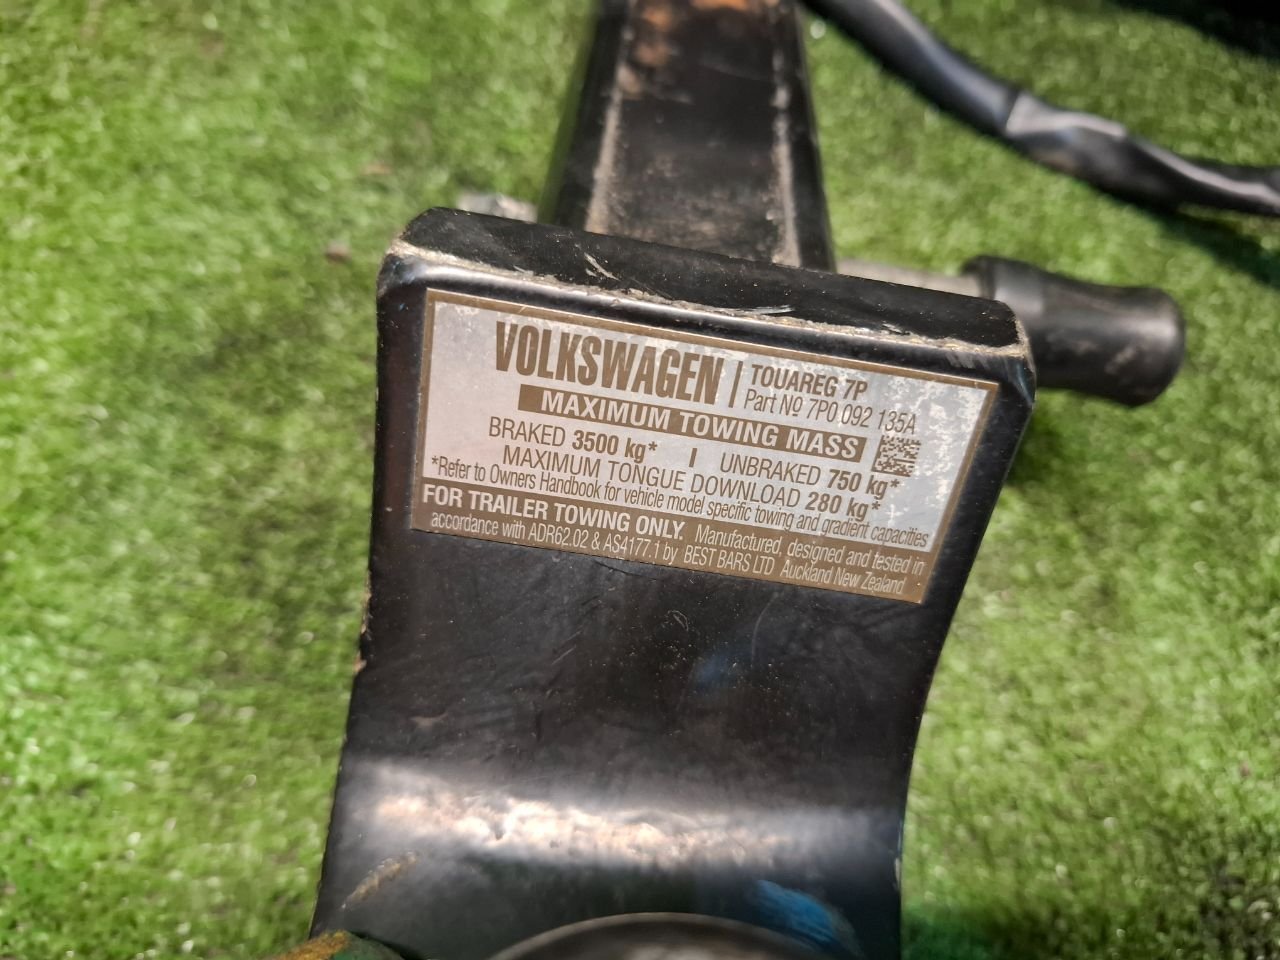 VOLKSWAGEN | TOUAREG 7P
Part Nº 7P0 092 135A
MAXIMUM TOWING MASS
BRAKED 3500 kg* | UNBRAKED 750 kg*
MAXIMUM TONGUE DOWNLOAD 280 kg*
*Refer to Owners Handbook for vehicle model specific towing and gradient capacities
FOR TRAILER TOWING ONLY. Manufactured, designed and tested in
accordance with ADR62.02 & AS4177.1 by BEST BARS LTD Auckland New Zealand